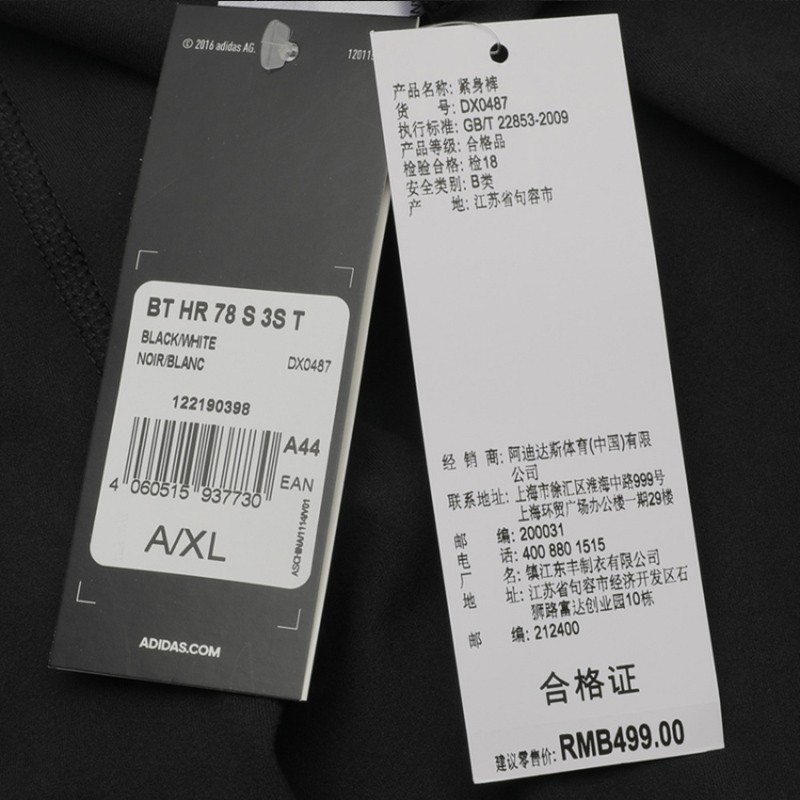 © 2016 adidas AG.
12011
BT HR 78 S 3S T
BLACK/WHITE
NOIR/BLANC DX0487
122190398
A44
EAN
4 060515 937730
A/XL
ASCHINA/1114/V01
ADIDAS.COM
产品名称: 紧身裤
货 号: DX0487
执行标准: GB/T 22853-2009
产品等级: 合格品
检验合格: 检18
安全类别: B类
产 地: 江苏省句容市
经 销 商: 阿迪达斯体育(中国)有限
公司
联系地址: 上海市徐汇区淮海中路999号
上海环贸广场办公楼一期29楼
邮 编: 200031
电 话: 400 880 1515
厂 名: 镇江东丰制衣有限公司
地 址: 江苏省句容市经济开发区石
狮路富达创业园10栋
邮 编: 212400
合格证
建议零售价: RMB499.00